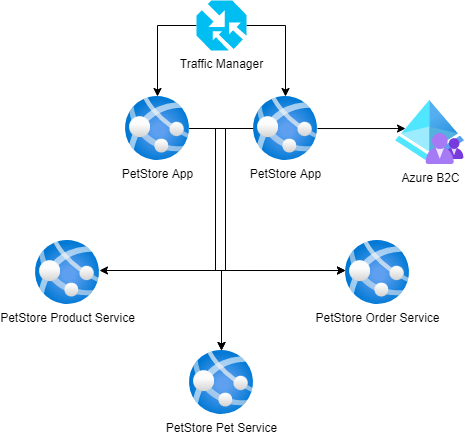 Traffic Manager
PetStore App
PetStore App
Azure B2C
PetStore Product Service
PetStore Order Service
PetStore Pet Service